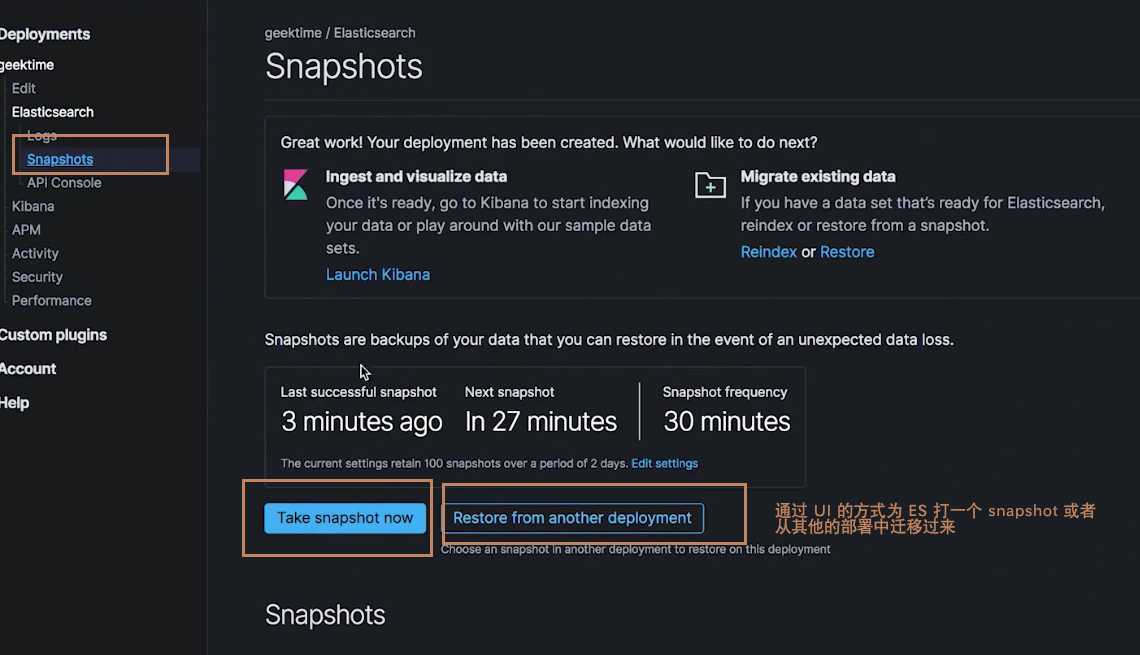 Deployments
geektime
Edit
Elasticsearch
Logs
Snapshots
API Console
Kibana
APM
Activity
Security
Performance
Custom plugins
Account
Help
geektime / Elasticsearch
Snapshots
Great work! Your deployment has been created. What would like to do next?
Ingest and visualize data
Once it's ready, go to Kibana to start indexing
your data or play around with our sample data
sets.
Launch Kibana
Migrate existing data
If you have a data set that's ready for Elasticsearch,
reindex or restore from a snapshot.
Reindex or Restore
Snapshots are backups of your data that you can restore in the event of an unexpected data loss.
Last successful snapshot
3 minutes ago
Next snapshot
In 27 minutes
Snapshot frequency
30 minutes
The current settings retain 100 snapshots over a period of 2 days. Edit settings
Take snapshot now
Restore from another deployment
Choose an snapshot in another deployment to restore on this deployment
通过 UI 的方式为 ES 打一个 snapshot 或者
从其他的部署中迁移过来
Snapshots